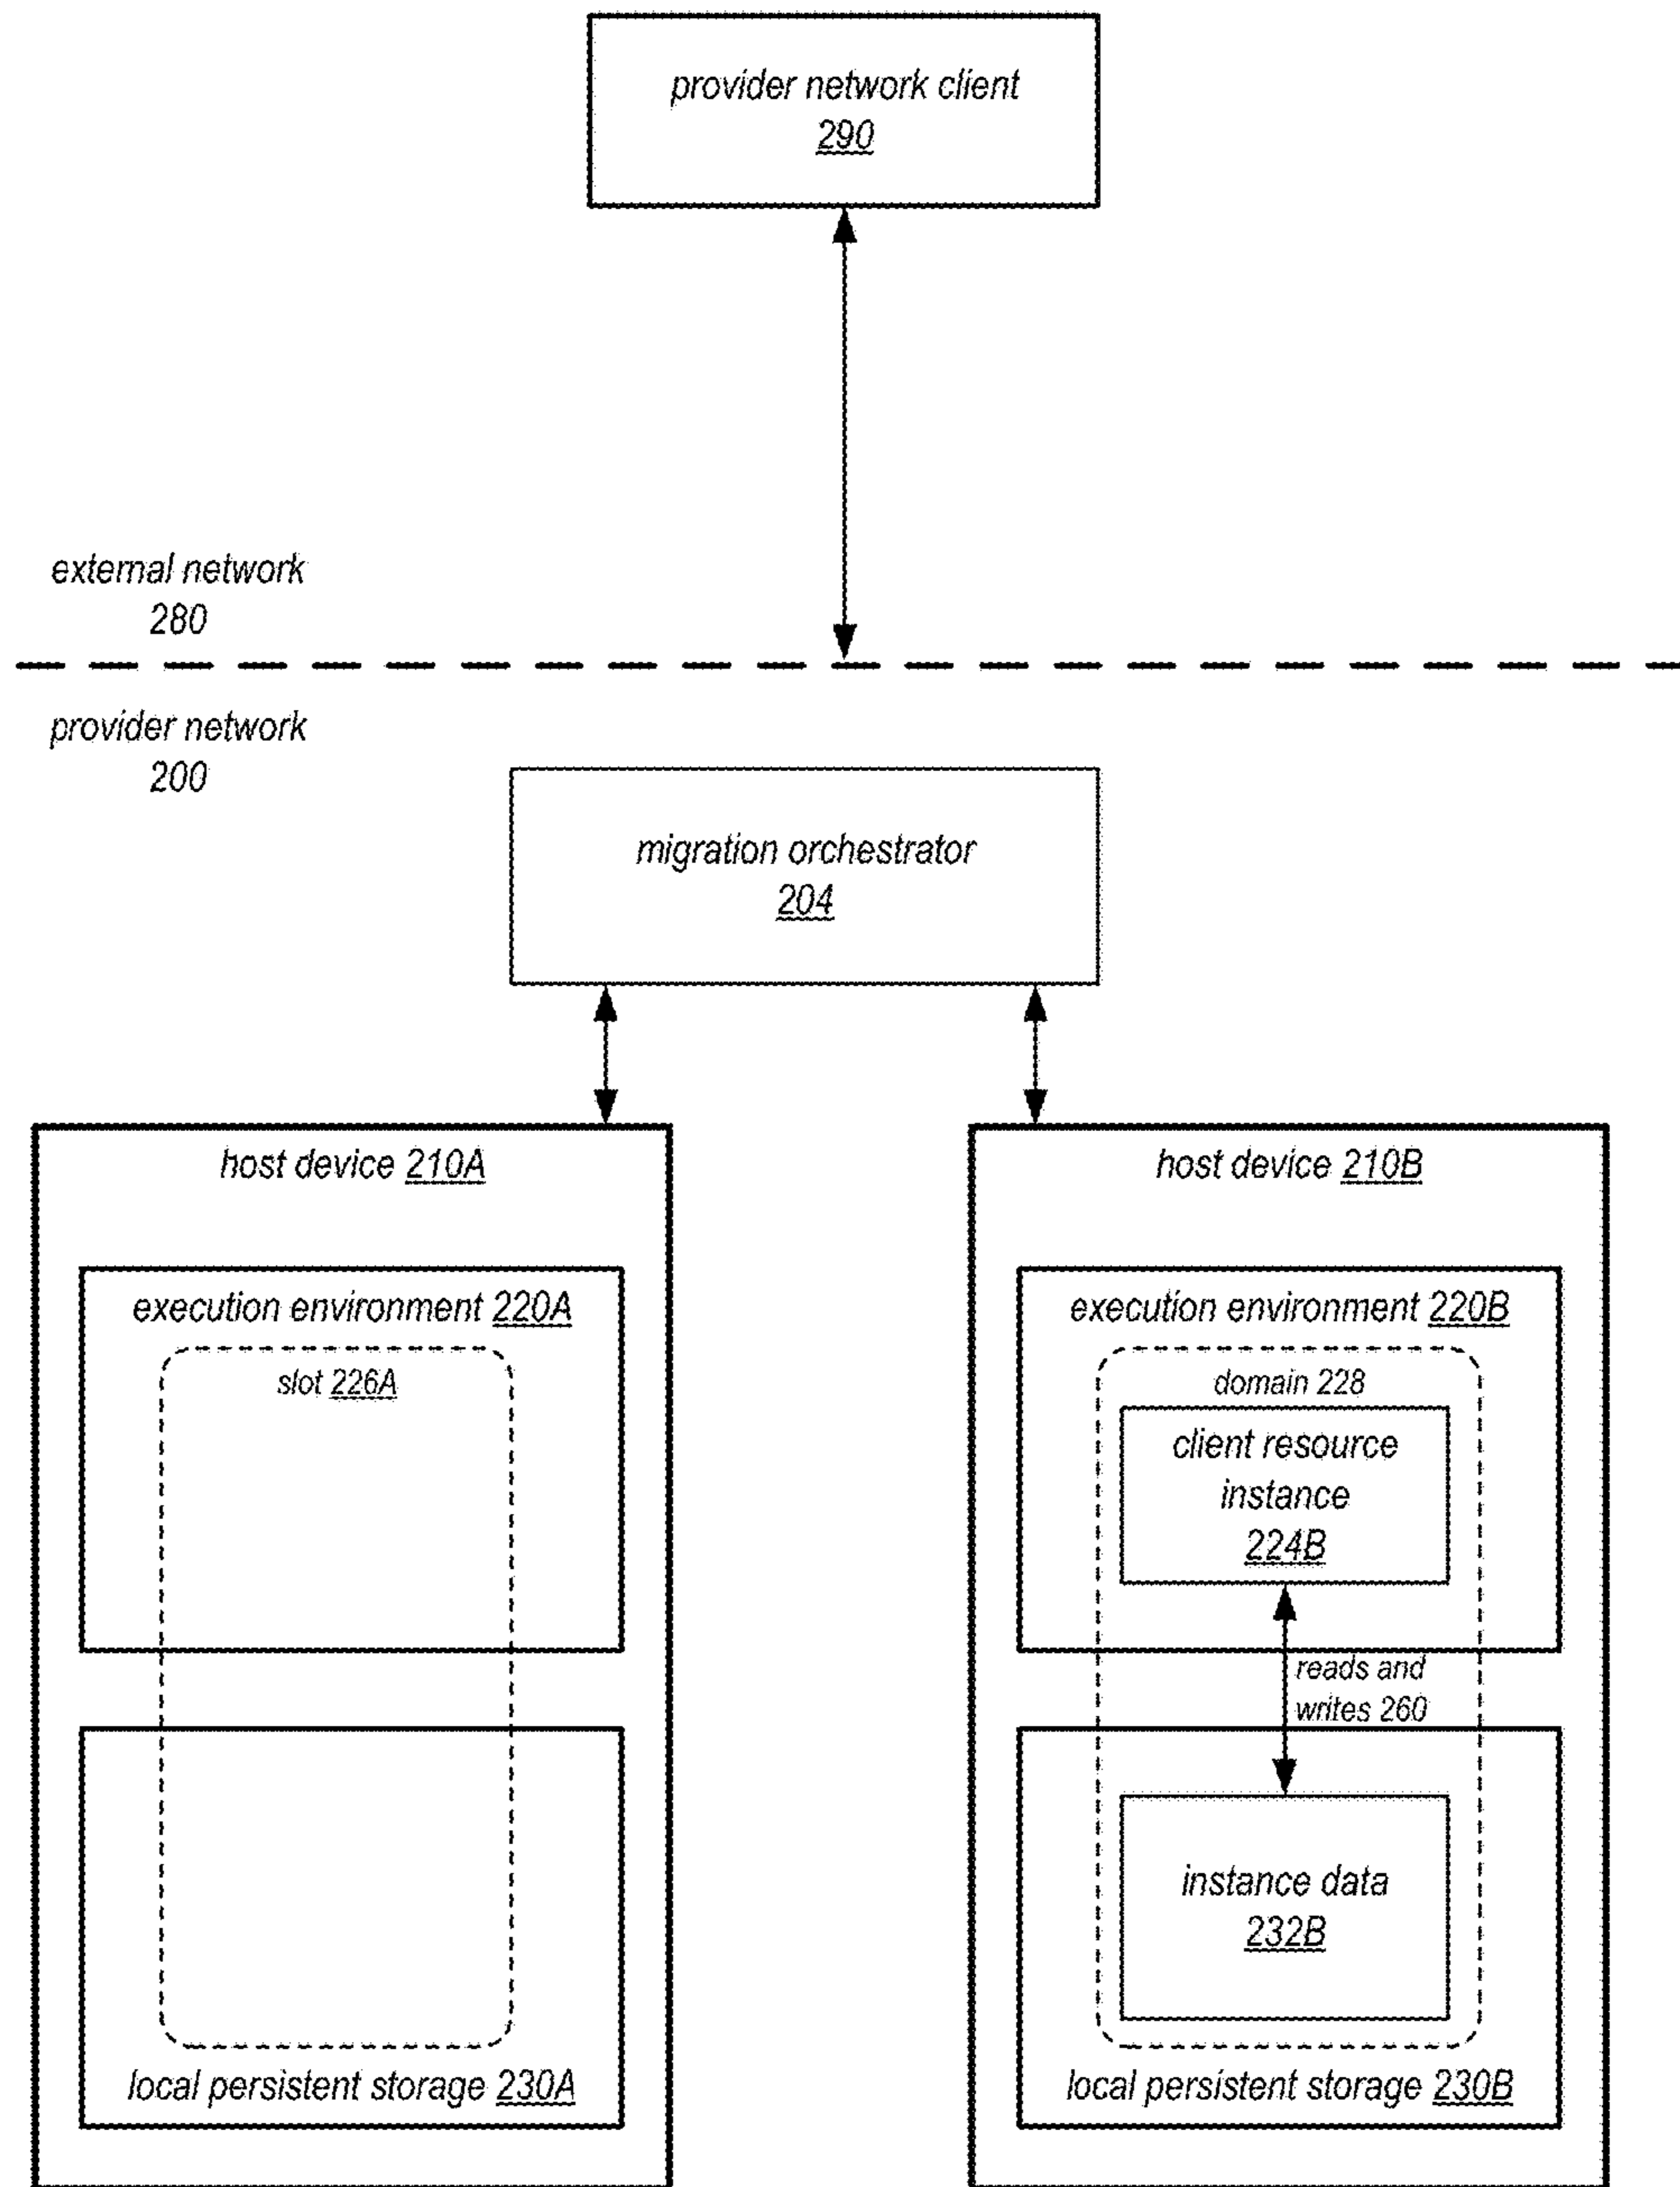 provider network client
290
external network
280
provider network
200
migration orchestrator
204
host device 210A
execution environment 220A
slot 226A
local persistent storage 230A
host device 210B
execution environment 220B
domain 228
client resource
instance
224B
reads and
writes 260
instance data
232B
local persistent storage 230B